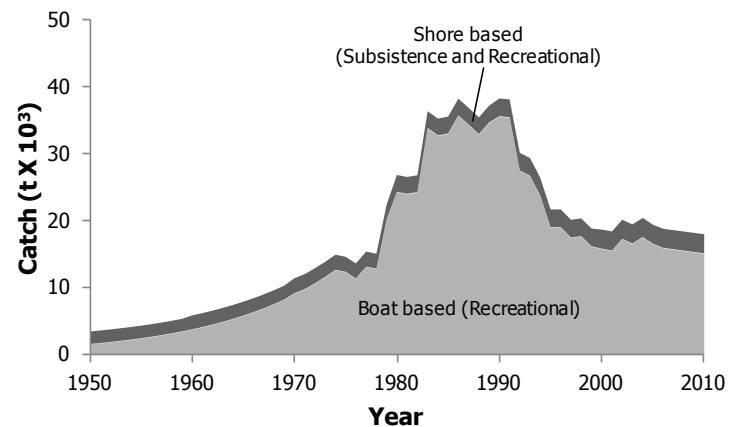 50
40
30
20
10
0
Catch (t X 10³)
Shore based
(Subsistence and Recreational)
Boat based (Recreational)
1950 1960 1970 1980 1990 2000 2010
Year